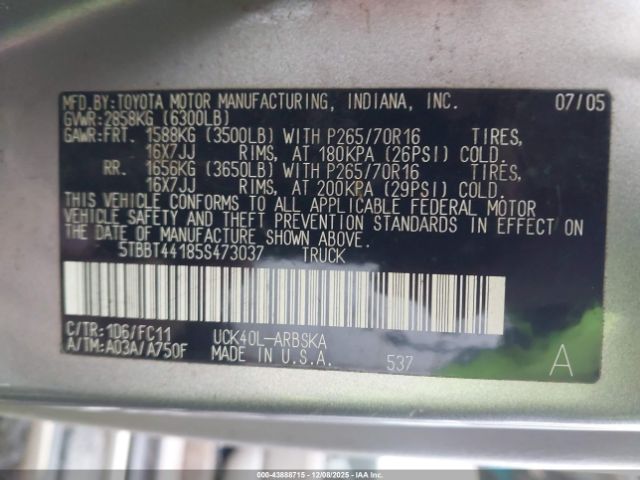 MFD.BY:TOYOTA MOTOR MANUFACTURING, INDIANA, INC. 07/05
GVWR:2858KG (6300LB)
GAWR:FRT. 1588KG (3500LB) WITH P265/70R16 TIRES,
16X7JJ RIMS, AT 180KPA (26PSI) COLD.
RR. 1656KG (3650LB) WITH P265/70R16 TIRES,
16X7JJ RIMS, AT 200KPA (29PSI) COLD.
THIS VEHICLE CONFORMS TO ALL APPLICABLE FEDERAL MOTOR
VEHICLE SAFETY AND THEFT PREVENTION STANDARDS IN EFFECT ON
THE DATE OF MANUFACTURE SHOWN ABOVE.
5TBBT44185S473037 TRUCK
C/TR:1D6/FC11 UCK40L-ARBSKA
A/TM:A03A/A750F MADE IN U.S.A. 537 A
000-43888715 - 12/08/2025 - IAAI.COM